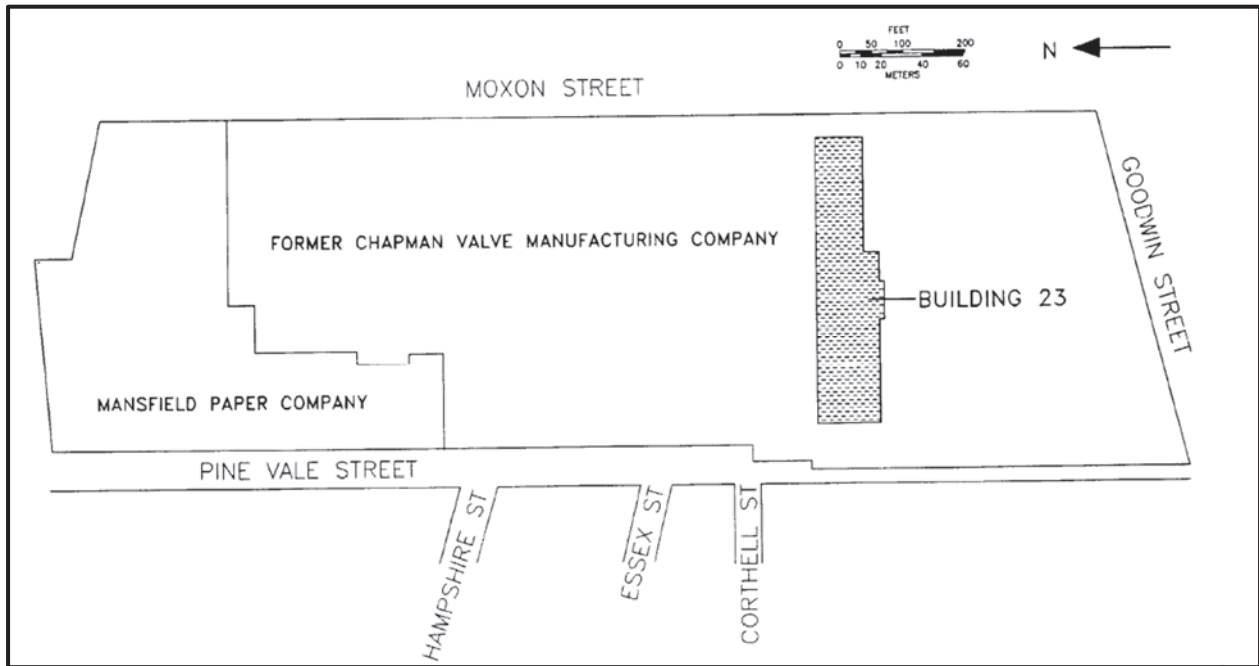 FEET
0 50 100 200
0 10 20 40 60
METERS
N
MOXON STREET
GOODWIN STREET
FORMER CHAPMAN VALVE MANUFACTURING COMPANY
BUILDING 23
MANSFIELD PAPER COMPANY
PINE VALE STREET
HAMPSHIRE ST
ESSEX ST
CORTHELL ST